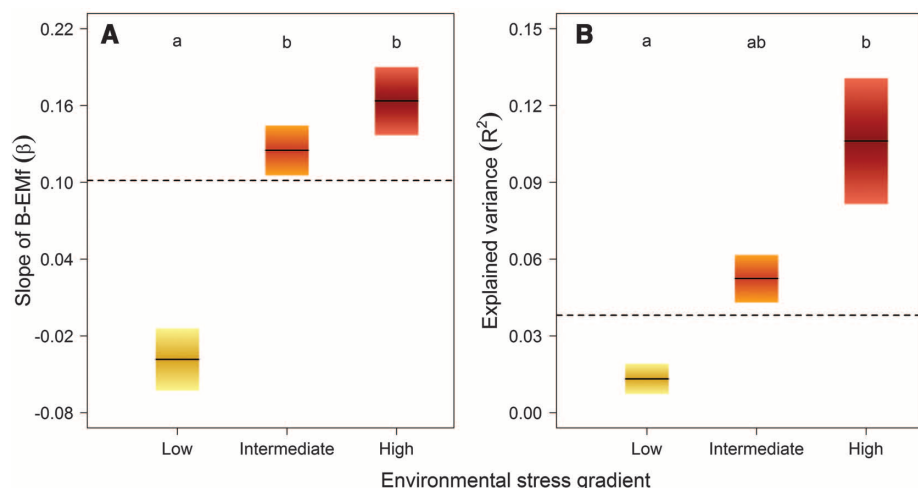 A
a b b
0.22
0.16
0.10
0.04
-0.02
-0.08
Slope of B-EMf (β)
Low Intermediate High
B
a ab b
0.15
0.12
0.09
0.06
0.03
0.00
Explained variance (R²)
Low Intermediate High
Environmental stress gradient